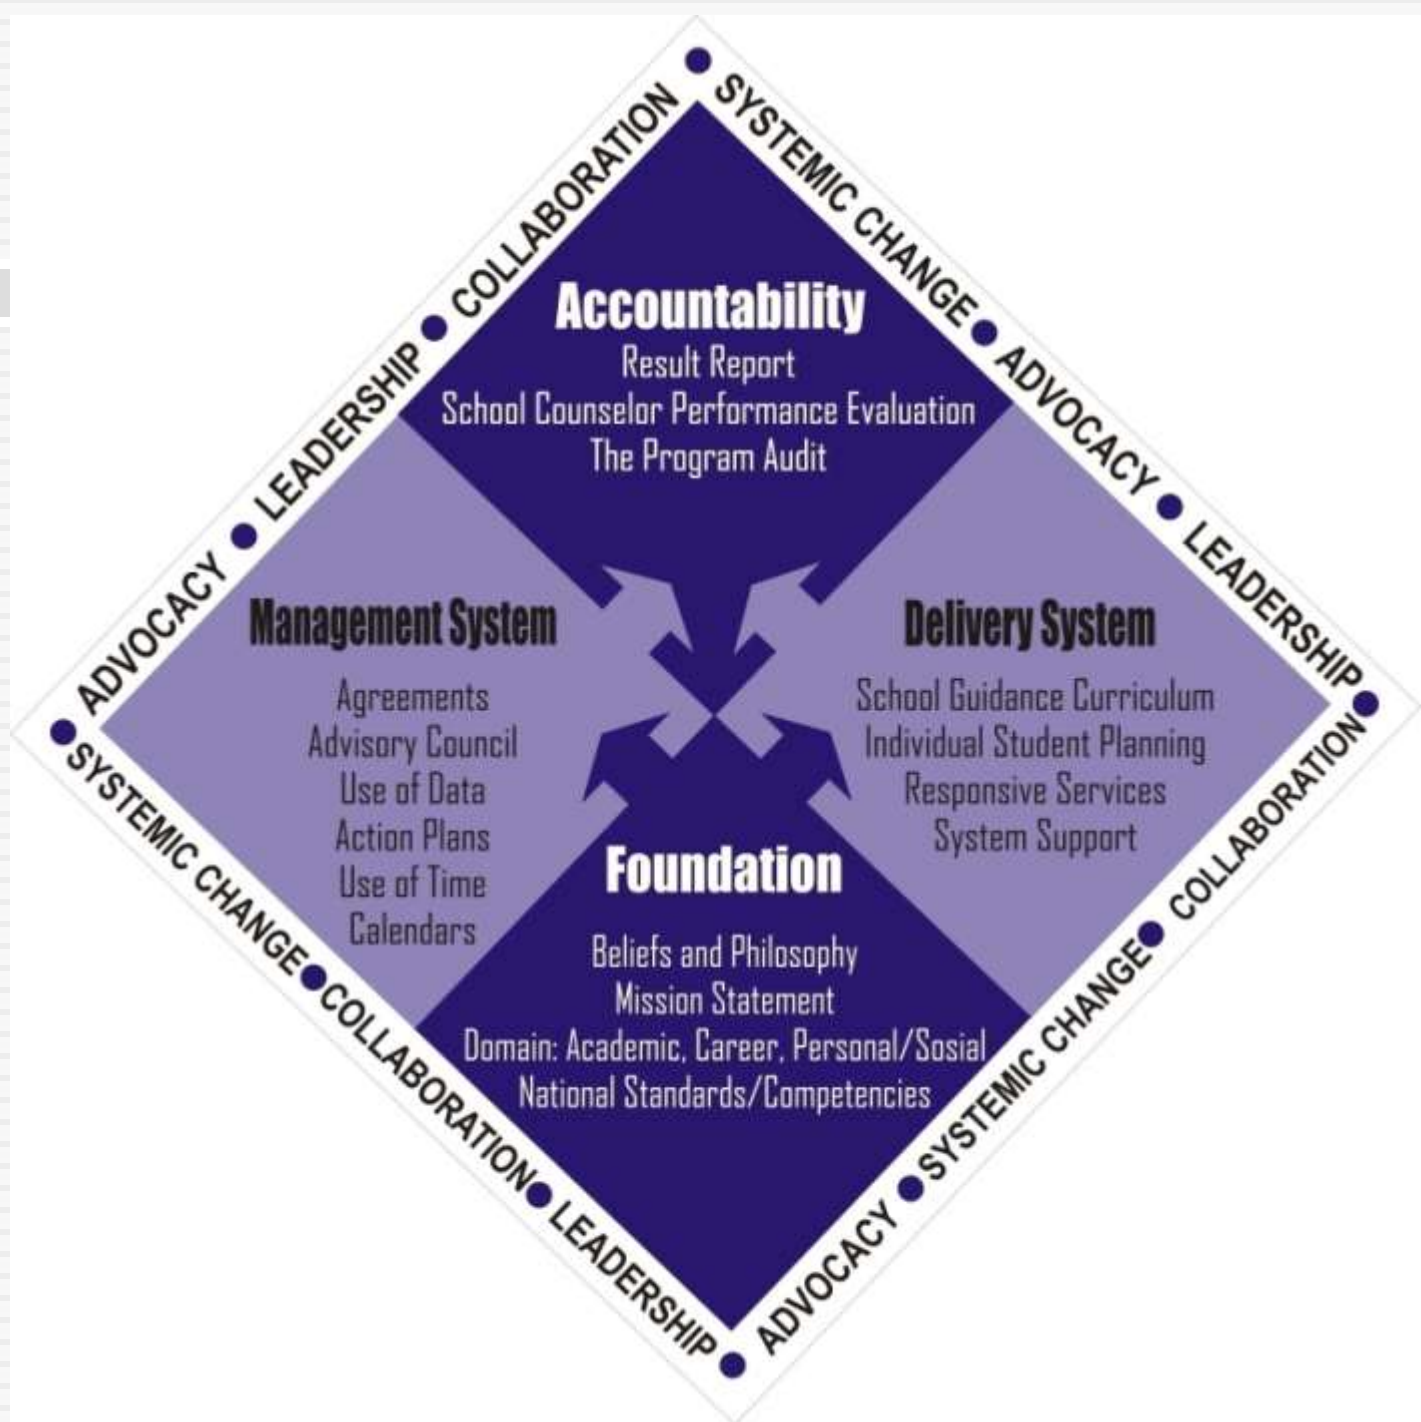 COLLABORATION
SYSTEMIC CHANGE
LEADERSHIP
ADVOCACY
ADVOCACY
LEADERSHIP
Accountability
Result Report
School Counselor Performance Evaluation
The Program Audit
Management System
Agreements
Advisory Council
Use of Data
Action Plans
Use of Time
Calendars
Delivery System
School Guidance Curriculum
Individual Student Planning
Responsive Services
System Support
Foundation
Beliefs and Philosophy
Mission Statement
Domain: Academic, Career, Personal/Sosial
National Standards/Competencies
SYSTEMIC CHANGE
COLLABORATION
LEADERSHIP
COLLABORATION
SYSTEMIC CHANGE
ADVOCACY